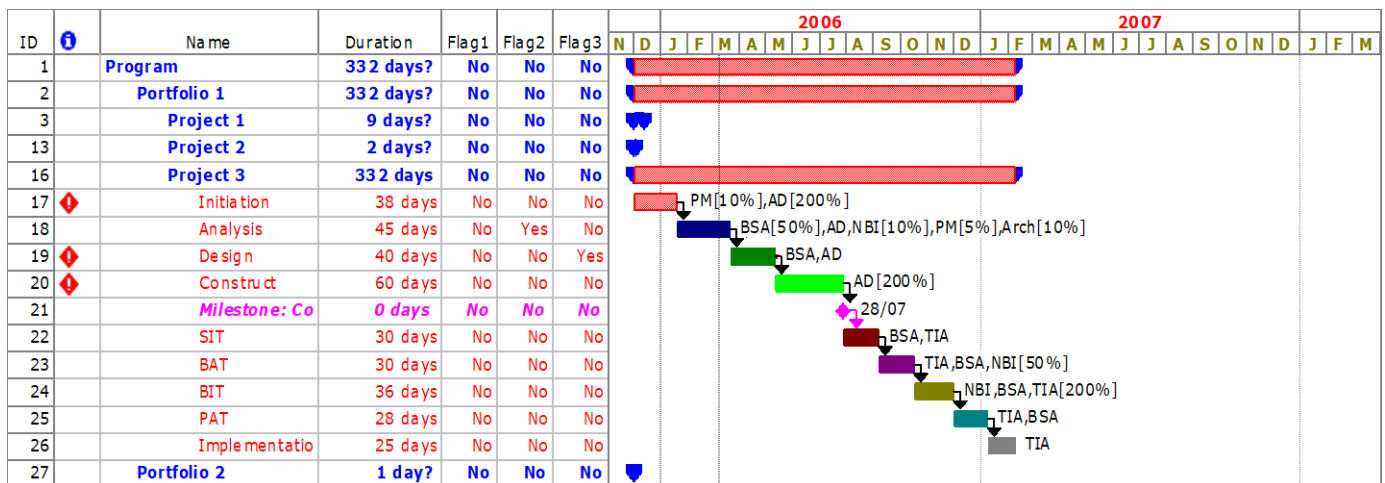 2006 2007
ID Name Duration Flag1 Flag2 Flag3 N D J F M A M J J A S O N D J F M A M J J A S O N D J F M
1 Program 332 days? No No No
2 Portfolio 1 332 days? No No No
3 Project 1 9 days? No No No
13 Project 2 2 days? No No No
16 Project 3 332 days No No No
17 Initiation 38 days No No No PM[10%],AD[200%]
18 Analysis 45 days No Yes No BSA[50%],AD,NBI[10%],PM[5%],Arch[10%]
19 Design 40 days No No Yes BSA,AD
20 Construct 60 days No No No AD[200%]
21 Milestone: Co 0 days No No No 28/07
22 SIT 30 days No No No BSA,TIA
23 BAT 30 days No No No TIA,BSA,NBI[50%]
24 BIT 36 days No No No NBI,BSA,TIA[200%]
25 PAT 28 days No No No TIA,BSA
26 Implementatio 25 days No No No TIA
27 Portfolio 2 1 day? No No No